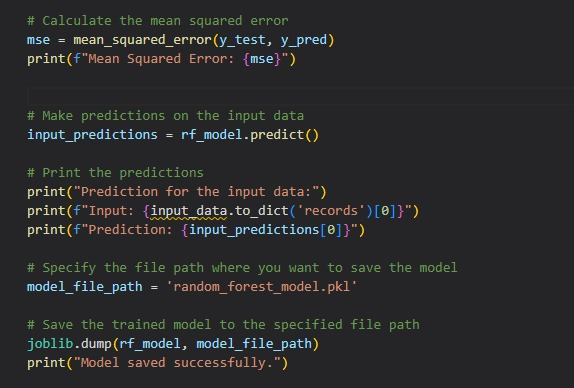 # Calculate the mean squared error
mse = mean_squared_error(y_test, y_pred)
print(f"Mean Squared Error: {mse}")
# Make predictions on the input data
input_predictions = rf_model.predict()
# Print the predictions
print("Prediction for the input data:")
print(f"Input: {input_data.to_dict('records')[0]}")
print(f"Prediction: {input_predictions[0]}")
# Specify the file path where you want to save the model
model_file_path = 'random_forest_model.pkl'
# Save the trained model to the specified file path
joblib.dump(rf_model, model_file_path)
print("Model saved successfully.")